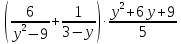 (6/(y²−9) + 1/(3−y)) · (y²+6y+9)/5